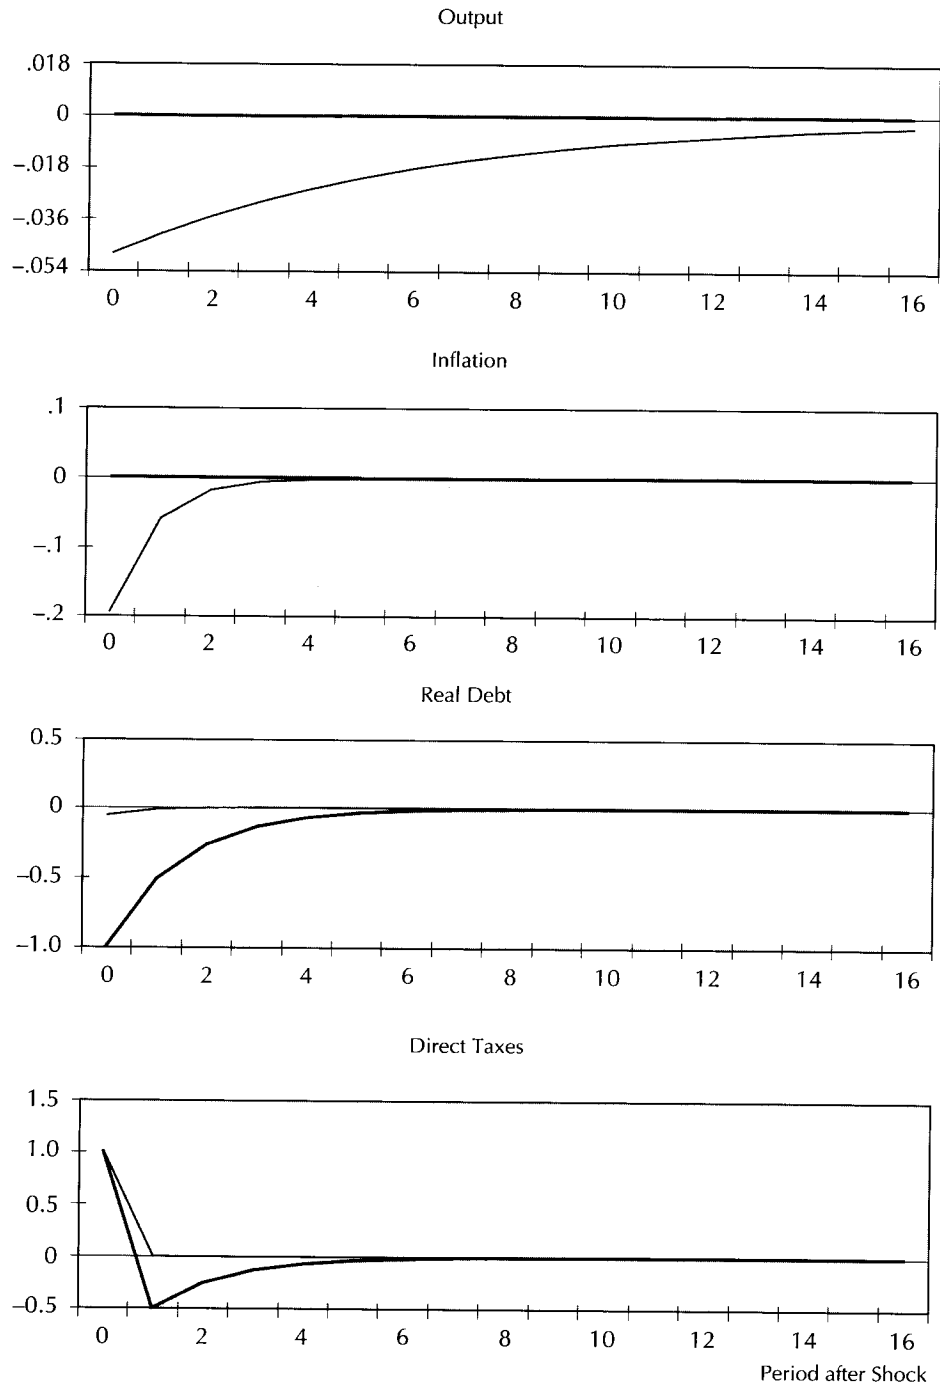 Output
.018
0
–.018
–.036
–.054
0 2 4 6 8 10 12 14 16
Inflation
.1
0
–.1
–.2
0 2 4 6 8 10 12 14 16
Real Debt
0.5
0
–0.5
–1.0
0 2 4 6 8 10 12 14 16
Direct Taxes
1.5
1.0
0.5
0
–0.5
0 2 4 6 8 10 12 14 16
Period after Shock